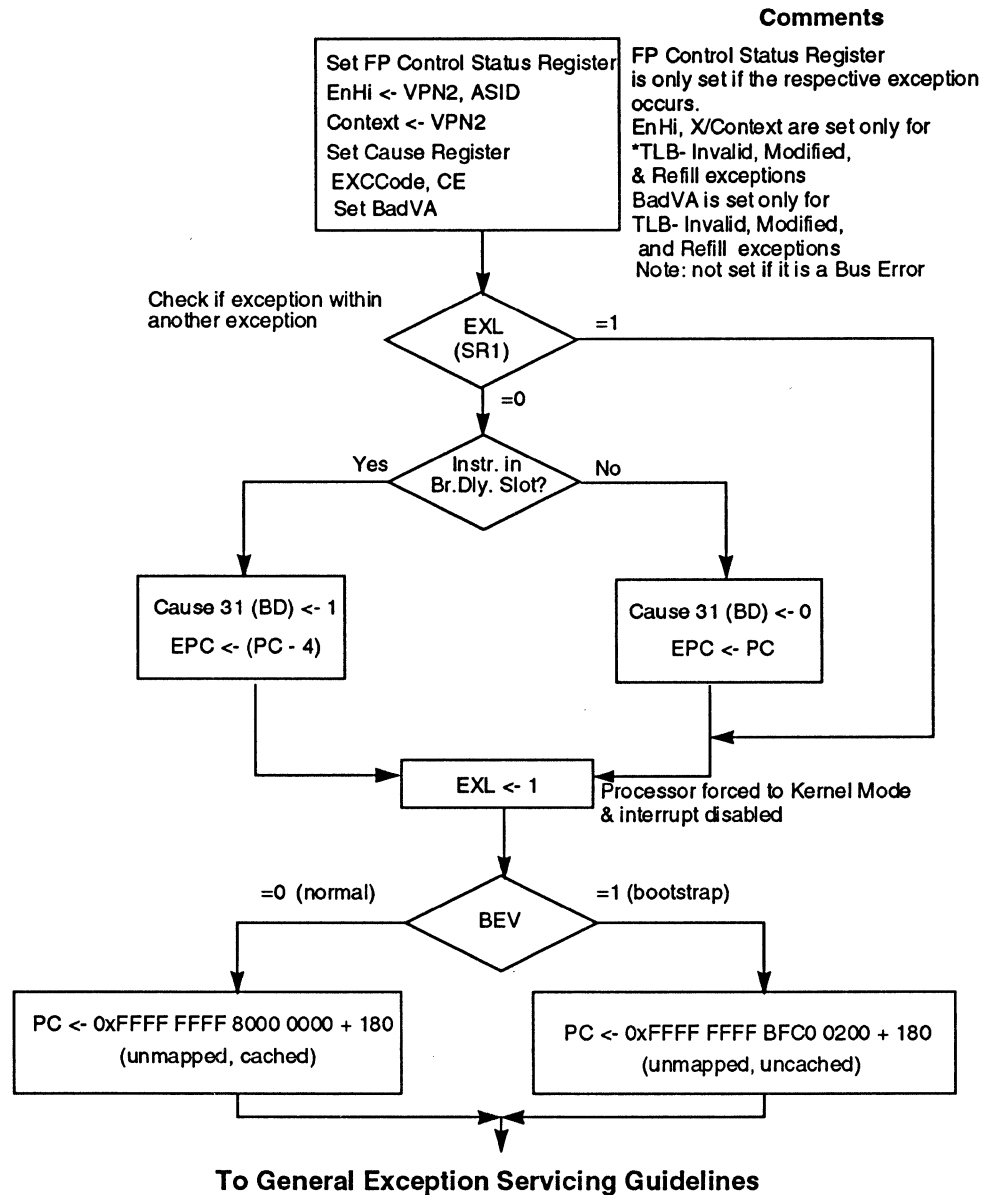 Comments
Set FP Control Status Register
EnHi <- VPN2, ASID
Context <- VPN2
Set Cause Register
EXCCode, CE
Set BadVA
FP Control Status Register
is only set if the respective exception
occurs.
EnHi, X/Context are set only for
*TLB- Invalid, Modified,
& Refill exceptions
BadVA is set only for
TLB- Invalid, Modified,
and Refill exceptions
Note: not set if it is a Bus Error
Check if exception within
another exception
EXL
(SR1)
=1
=0
Yes
Instr. in
Br.Dly. Slot?
No
Cause 31 (BD) <- 1
EPC <- (PC - 4)
Cause 31 (BD) <- 0
EPC <- PC
EXL <- 1
Processor forced to Kernel Mode
& interrupt disabled
=0 (normal)
BEV
=1 (bootstrap)
PC <- 0xFFFF FFFF 8000 0000 + 180
(unmapped, cached)
PC <- 0xFFFF FFFF BFC0 0200 + 180
(unmapped, uncached)
To General Exception Servicing Guidelines